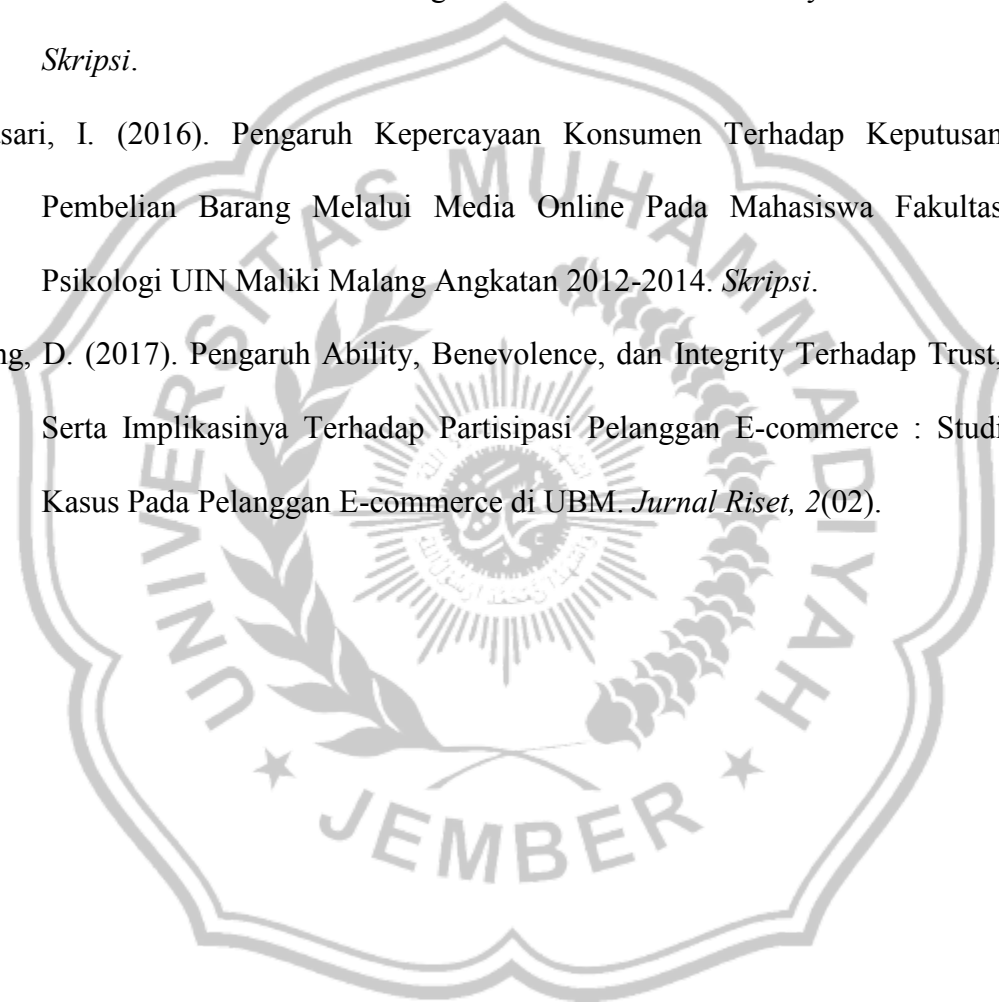 Skripsi.
sari, I. (2016). Pengaruh Kepercayaan Konsumen Terhadap Keputusan
Pembelian Barang Melalui Media Online Pada Mahasiswa Fakultas
Psikologi UIN Maliki Malang Angkatan 2012-2014. Skripsi.
ng, D. (2017). Pengaruh Ability, Benevolence, dan Integrity Terhadap Trust,
Serta Implikasinya Terhadap Partisipasi Pelanggan E-commerce : Studi
Kasus Pada Pelanggan E-commerce di UBM. Jurnal Riset, 2(02).
UNIVERSITAS MUHAMMADIYAH
JEMBER